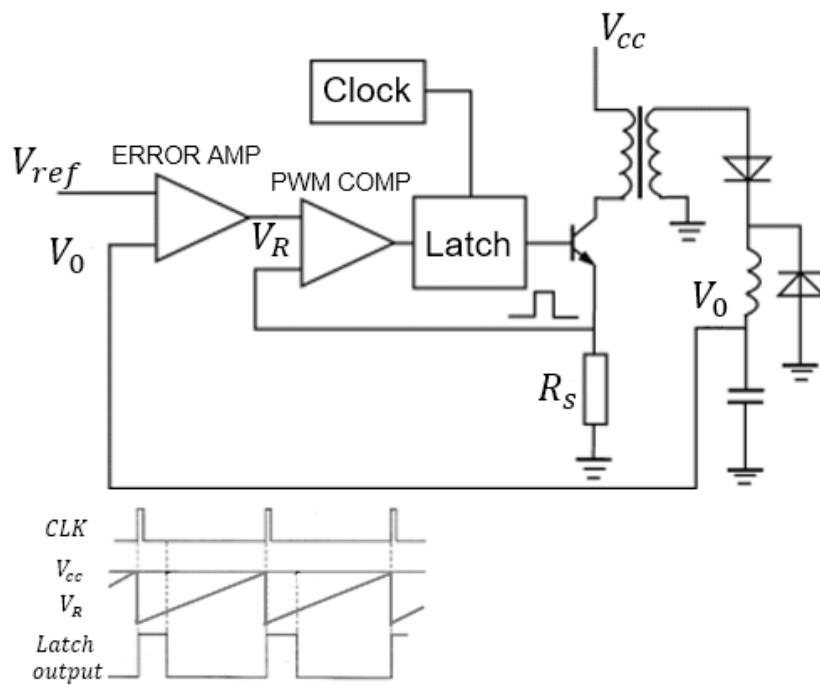 V_cc
Clock
ERROR AMP
V_ref
PWM COMP
V_0
V_R
Latch
V_0
R_s
CLK
V_cc
V_R
Latch
output